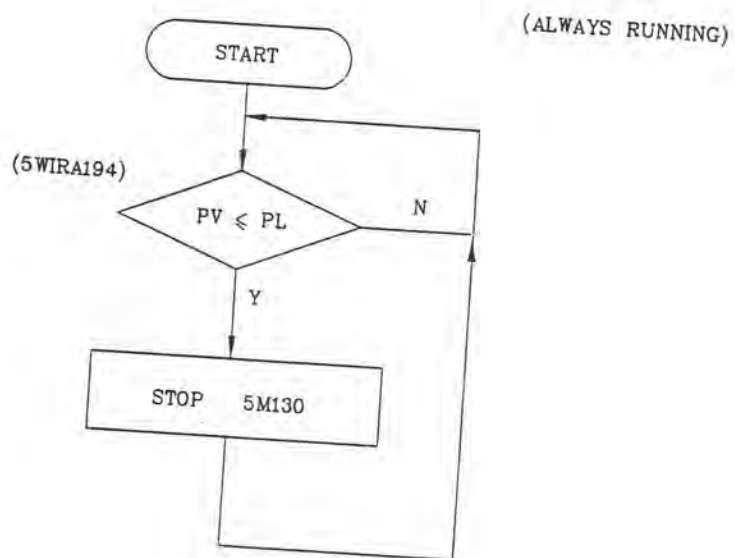 (ALWAYS RUNNING)
START
(5WIRA194)
PV ⩽ PL
N
Y
STOP 5M130